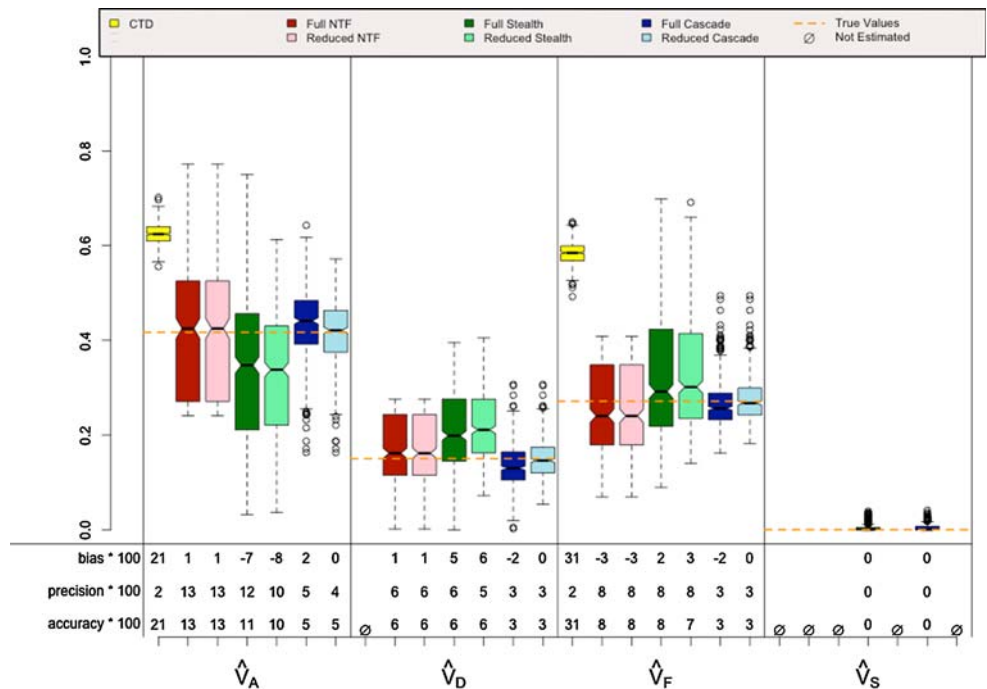 CTD Full NTF Full Stealth Full Cascade True Values
Reduced NTF Reduced Stealth Reduced Cascade ∅ Not Estimated
1.0
0.8
0.6
0.4
0.2
0.0
bias * 100 21 1 1 -7 -8 2 0 1 1 5 6 -2 0 31 -3 -3 2 3 -2 0 0 0
precision * 100 2 13 13 12 10 5 4 6 6 6 5 3 3 2 8 8 8 8 3 3 0 0
accuracy * 100 21 13 13 11 10 5 5 ∅ 6 6 6 6 3 3 31 8 8 8 7 3 3 ∅ ∅ ∅ 0 ∅ 0 ∅
V̂A V̂D V̂F V̂S